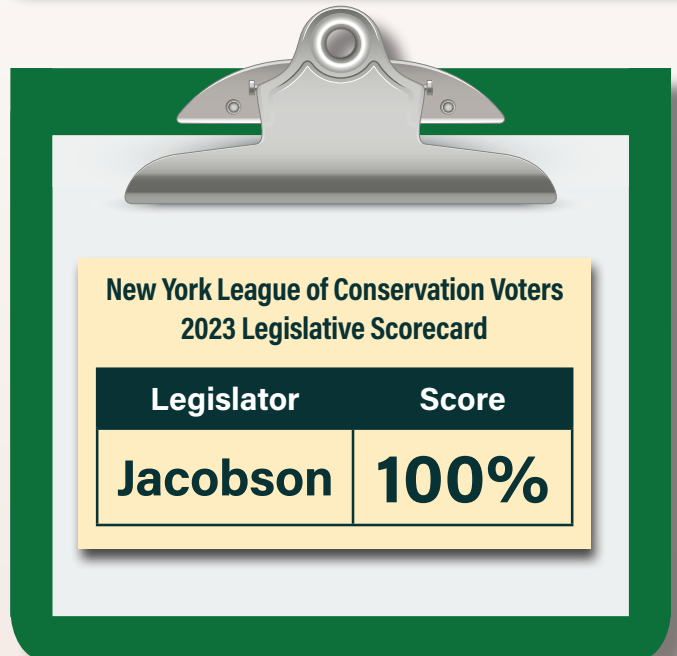 New York League of Conservation Voters
2023 Legislative Scorecard
Legislator Score
Jacobson 100%